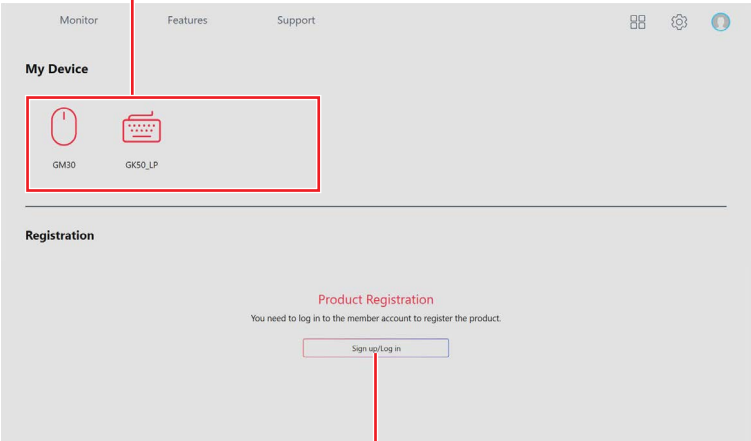 Monitor Features Support
My Device
GM30 GK50_LP
Registration
Product Registration
You need to log in to the member account to register the product.
Sign up/Log in